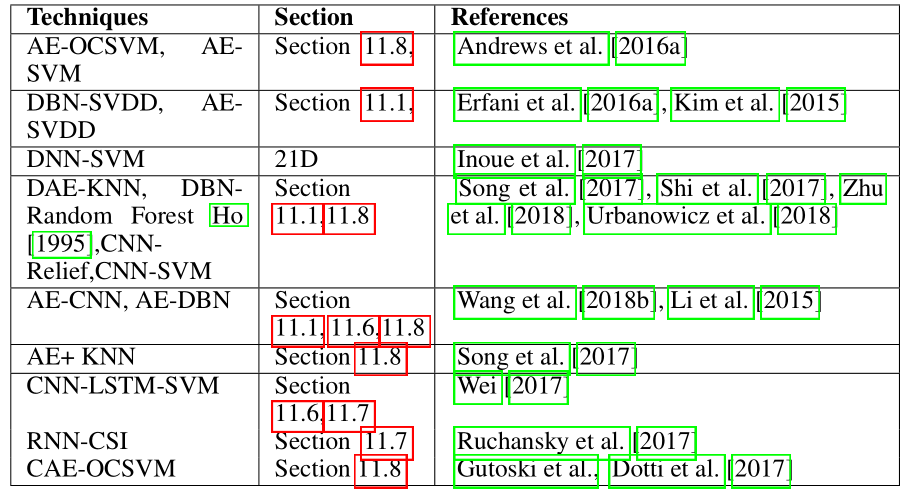 Techniques Section References
AE-OCSVM, AE- Section 11.8, Andrews et al. [2016a]
SVM
DBN-SVDD, AE- Section 11.1, Erfani et al. [2016a], Kim et al. [2015]
SVDD
DNN-SVM 21D Inoue et al. [2017]
DAE-KNN, DBN- Section Song et al. [2017], Shi et al. [2017], Zhu
Random Forest Ho 11.1,11.8 et al. [2018], Urbanowicz et al. [2018]
[1995],CNN-
Relief,CNN-SVM
AE-CNN, AE-DBN Section Wang et al. [2018b], Li et al. [2015]
11.1, 11.6,11.8
AE+ KNN Section 11.8 Song et al. [2017]
CNN-LSTM-SVM Section Wei [2017]
11.6,11.7
RNN-CSI Section 11.7 Ruchansky et al. [2017]
CAE-OCSVM Section 11.8 Gutoski et al., Dotti et al. [2017]